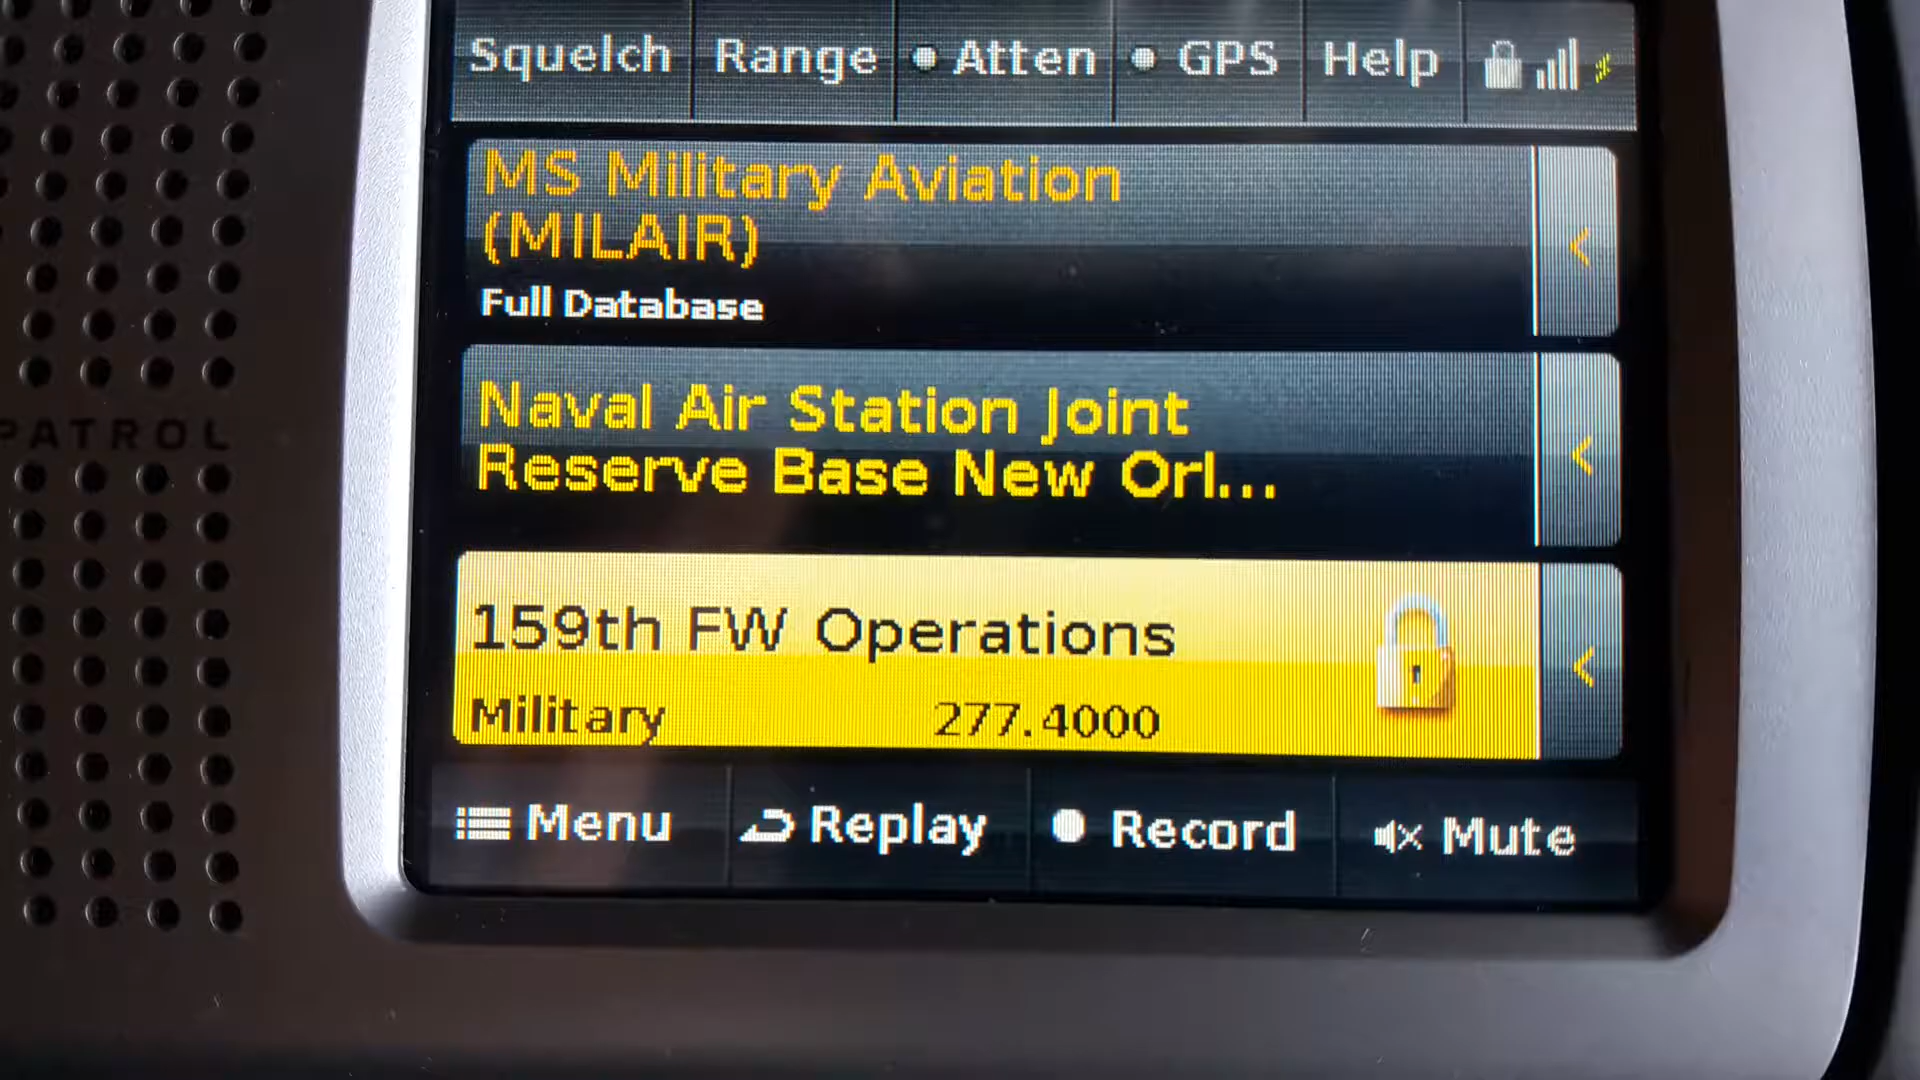 Squelch Range Atten GPS Help
MS Military Aviation
(MILAIR)
Full Database
Naval Air Station Joint
Reserve Base New Orl...
PATROL
159th FW Operations
Military 277.4000
Menu Replay Record Mute